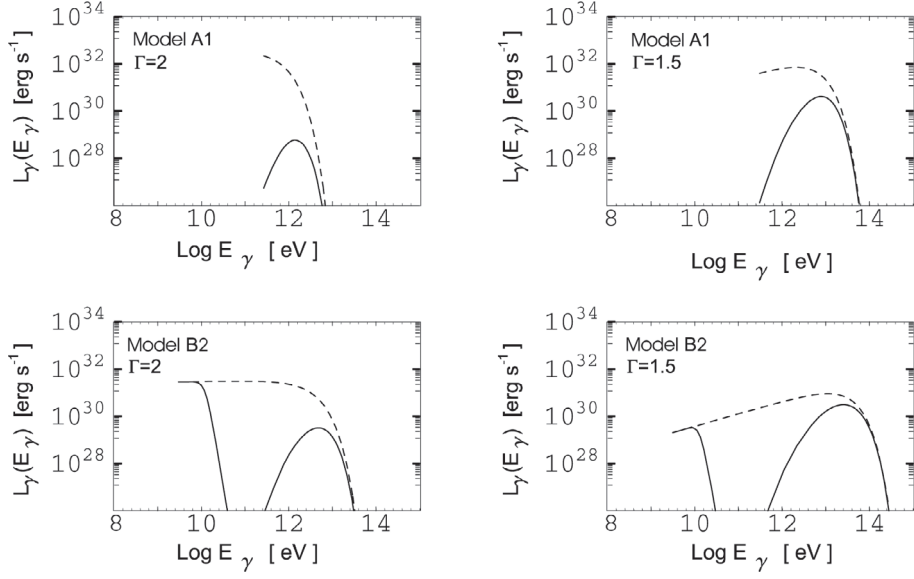 10^34
10^32
10^30
10^28
L_γ(E_γ) [erg s^-1]
Model A1
Γ=2
8 10 12 14
Log E_γ [eV]
10^34
10^32
10^30
10^28
L_γ(E_γ) [erg s^-1]
Model A1
Γ=1.5
8 10 12 14
Log E_γ [eV]
10^34
10^32
10^30
10^28
L_γ(E_γ) [erg s^-1]
Model B2
Γ=2
8 10 12 14
Log E_γ [eV]
10^34
10^32
10^30
10^28
L_γ(E_γ) [erg s^-1]
Model B2
Γ=1.5
8 10 12 14
Log E_γ [eV]